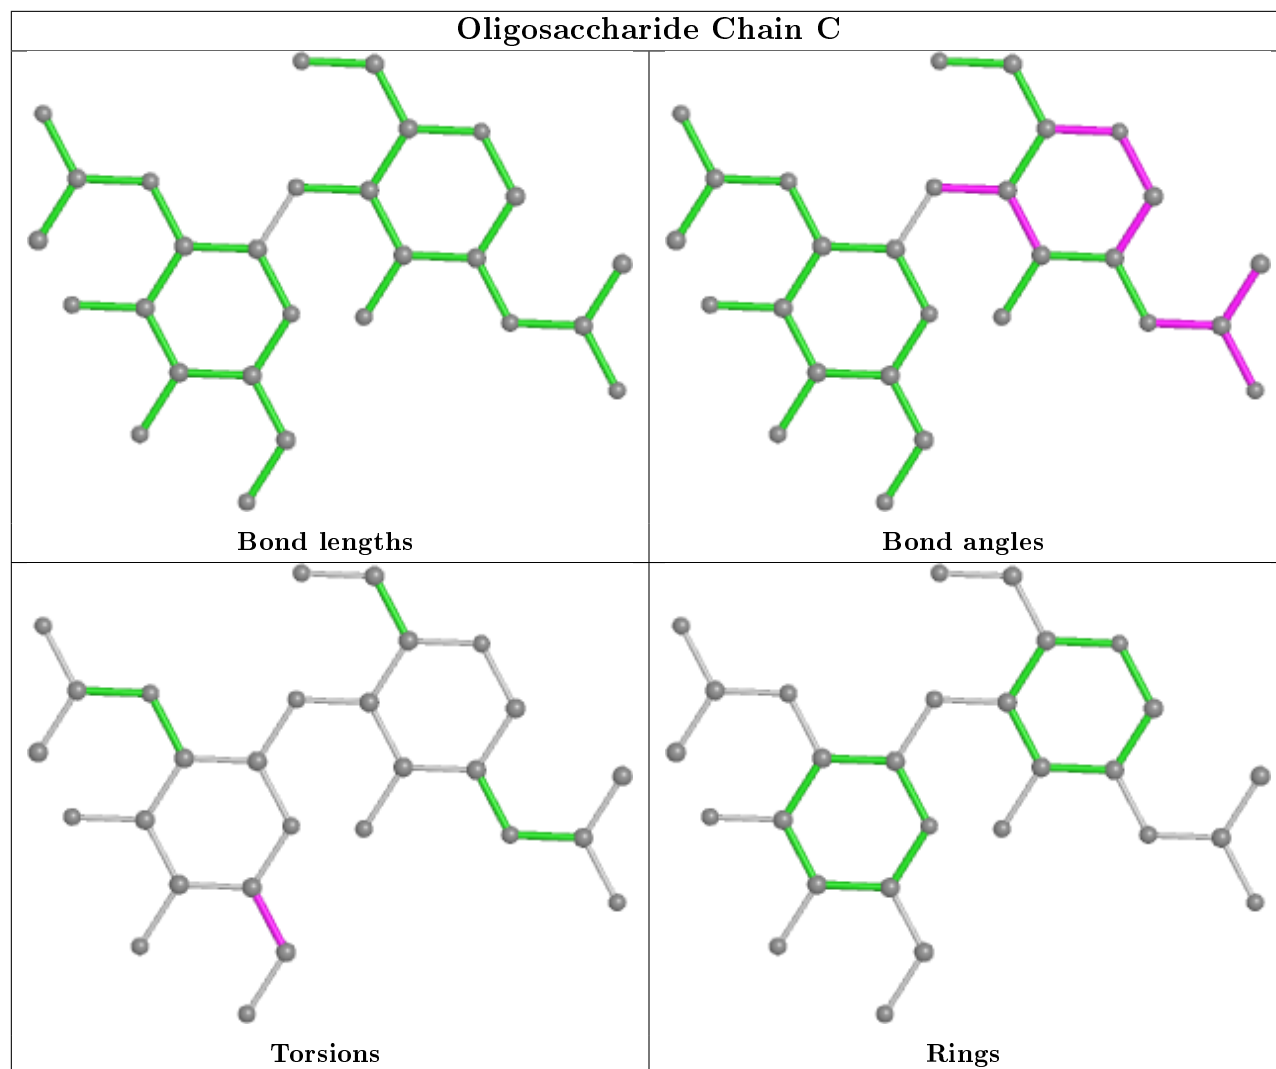 Oligosaccharide Chain C
Bond lengths
Bond angles
Torsions
Rings